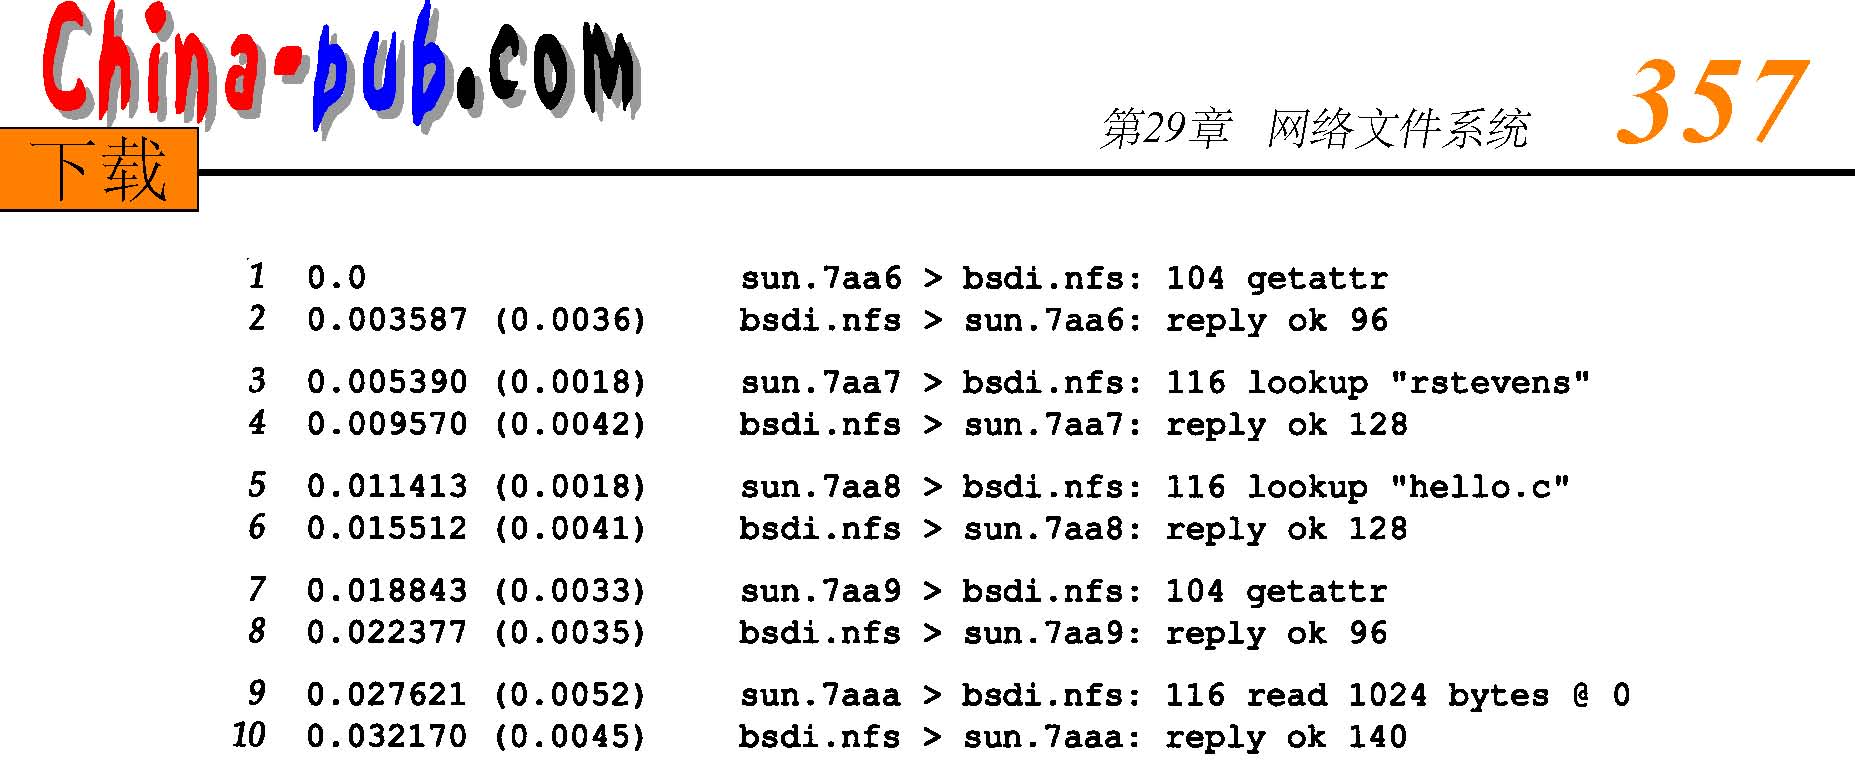 China-pub.com
第29章 网络文件系统 357
下载
1 0.0 sun.7aa6 > bsdi.nfs: 104 getattr
2 0.003587 (0.0036) bsdi.nfs > sun.7aa6: reply ok 96
3 0.005390 (0.0018) sun.7aa7 > bsdi.nfs: 116 lookup "rstevens"
4 0.009570 (0.0042) bsdi.nfs > sun.7aa7: reply ok 128
5 0.011413 (0.0018) sun.7aa8 > bsdi.nfs: 116 lookup "hello.c"
6 0.015512 (0.0041) bsdi.nfs > sun.7aa8: reply ok 128
7 0.018843 (0.0033) sun.7aa9 > bsdi.nfs: 104 getattr
8 0.022377 (0.0035) bsdi.nfs > sun.7aa9: reply ok 96
9 0.027621 (0.0052) sun.7aaa > bsdi.nfs: 116 read 1024 bytes @ 0
10 0.032170 (0.0045) bsdi.nfs > sun.7aaa: reply ok 140